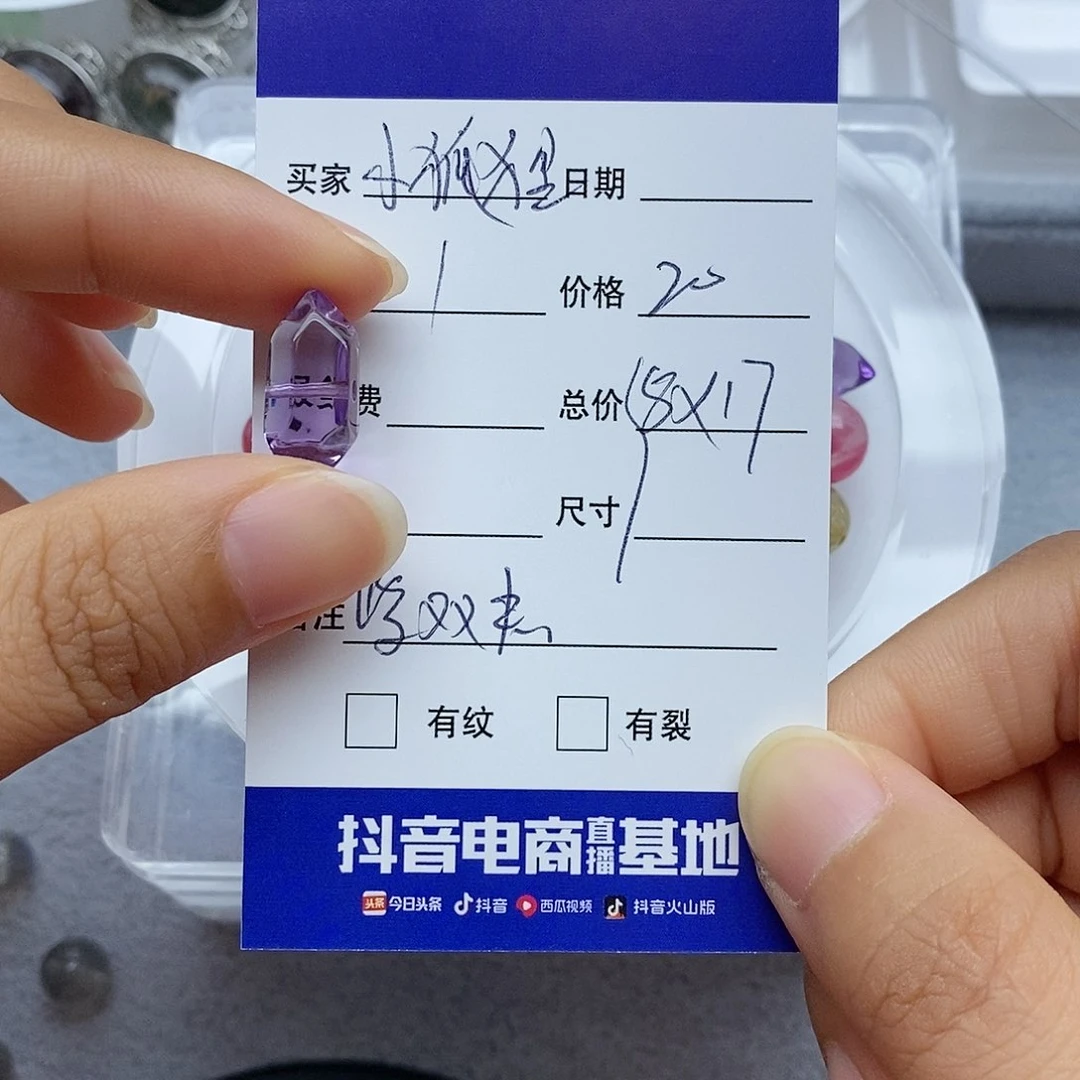 买家 小狐狸 日期
1 价格 20
费 总价 18X17
尺寸
备注 紫双尖
有纹 有裂
抖音电商直播基地
头条 今日头条 抖音 西瓜视频 抖音火山版